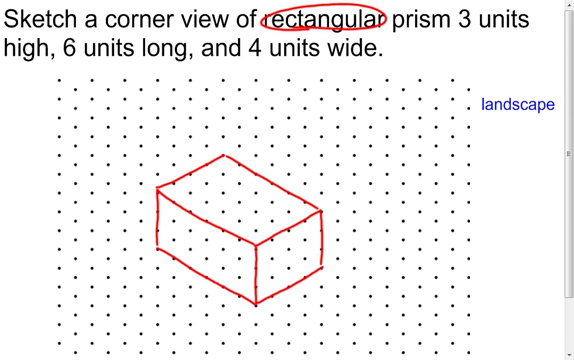 Sketch a corner view of rectangular prism 3 units
high, 6 units long, and 4 units wide.
landscape